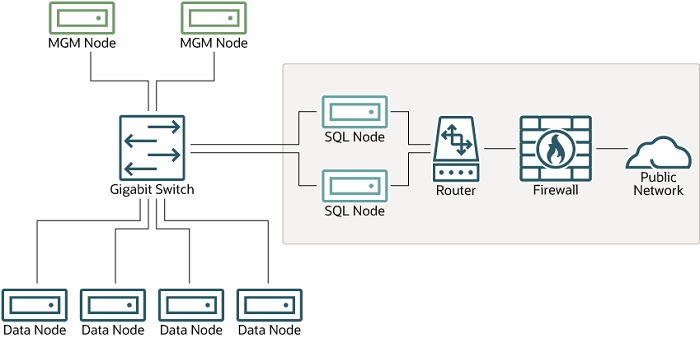 MGM Node
MGM Node
SQL Node
Gigabit Switch
SQL Node
Router
Firewall
Public
Network
Data Node
Data Node
Data Node
Data Node